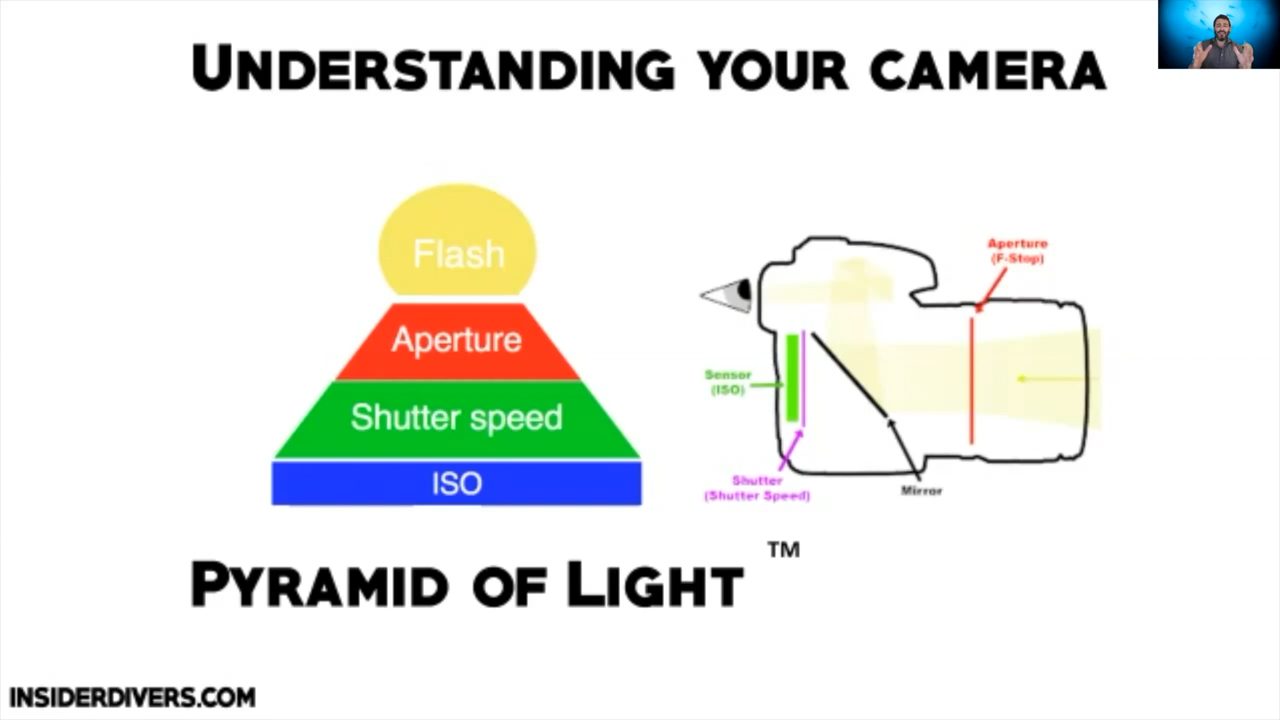 UNDERSTANDING YOUR CAMERA
Flash
Aperture
Shutter speed
ISO
Aperture
(F-Stop)
Sensor
(ISO)
Shutter
(Shutter Speed)
Mirror
PYRAMID OF LIGHT ™
INSIDERDIVERS.COM